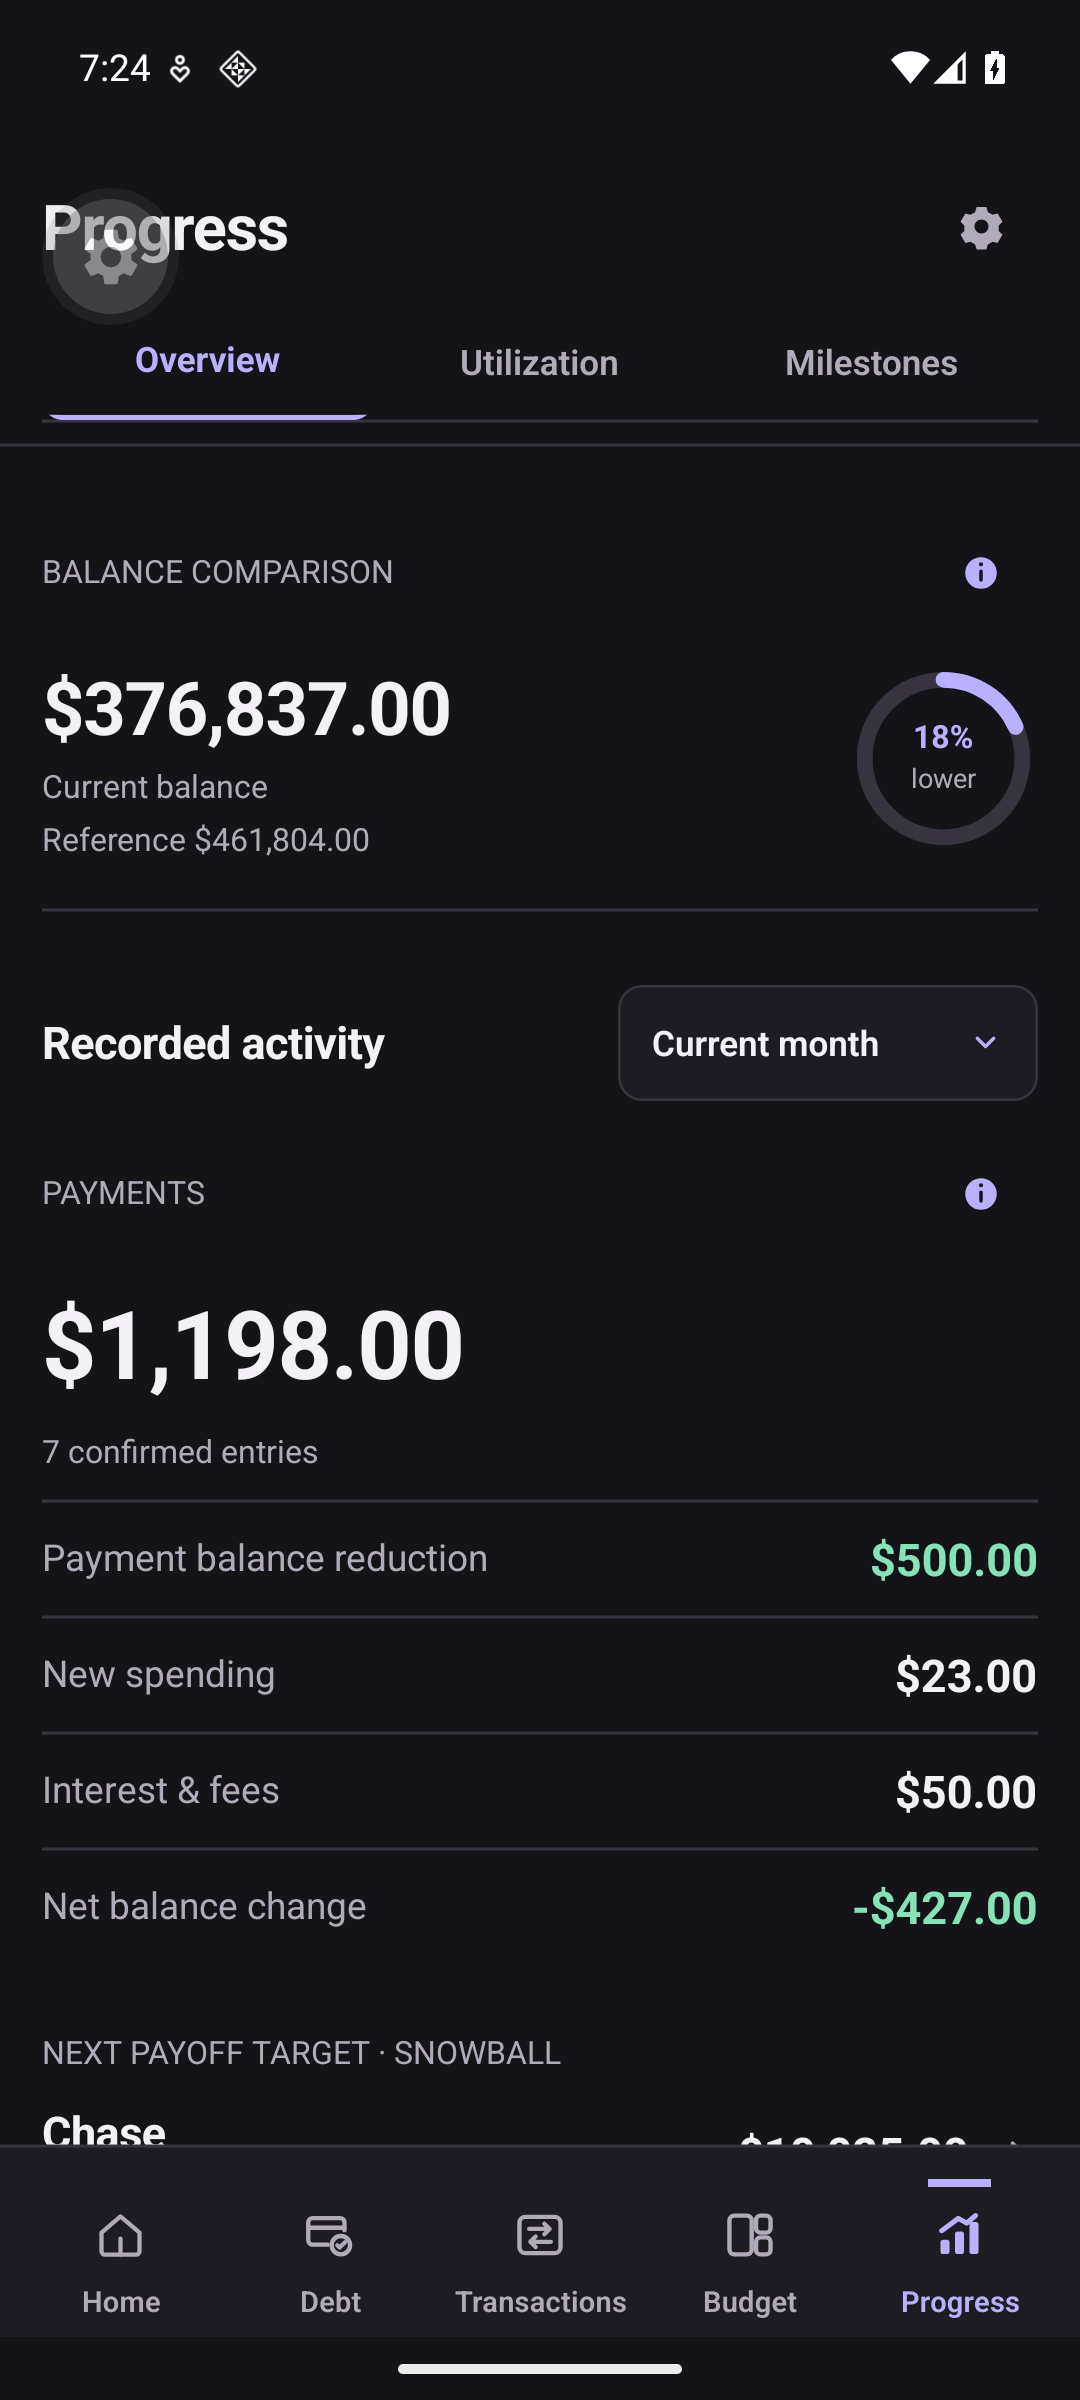 7:24
Progress
Overview
Utilization
Milestones
BALANCE COMPARISON
$376,837.00
Current balance
Reference $461,804.00
18%
lower
Recorded activity
Current month
PAYMENTS
$1,198.00
7 confirmed entries
Payment balance reduction
$500.00
New spending
$23.00
Interest & fees
$50.00
Net balance change
-$427.00
NEXT PAYOFF TARGET · SNOWBALL
Chase
Home
Debt
Transactions
Budget
Progress